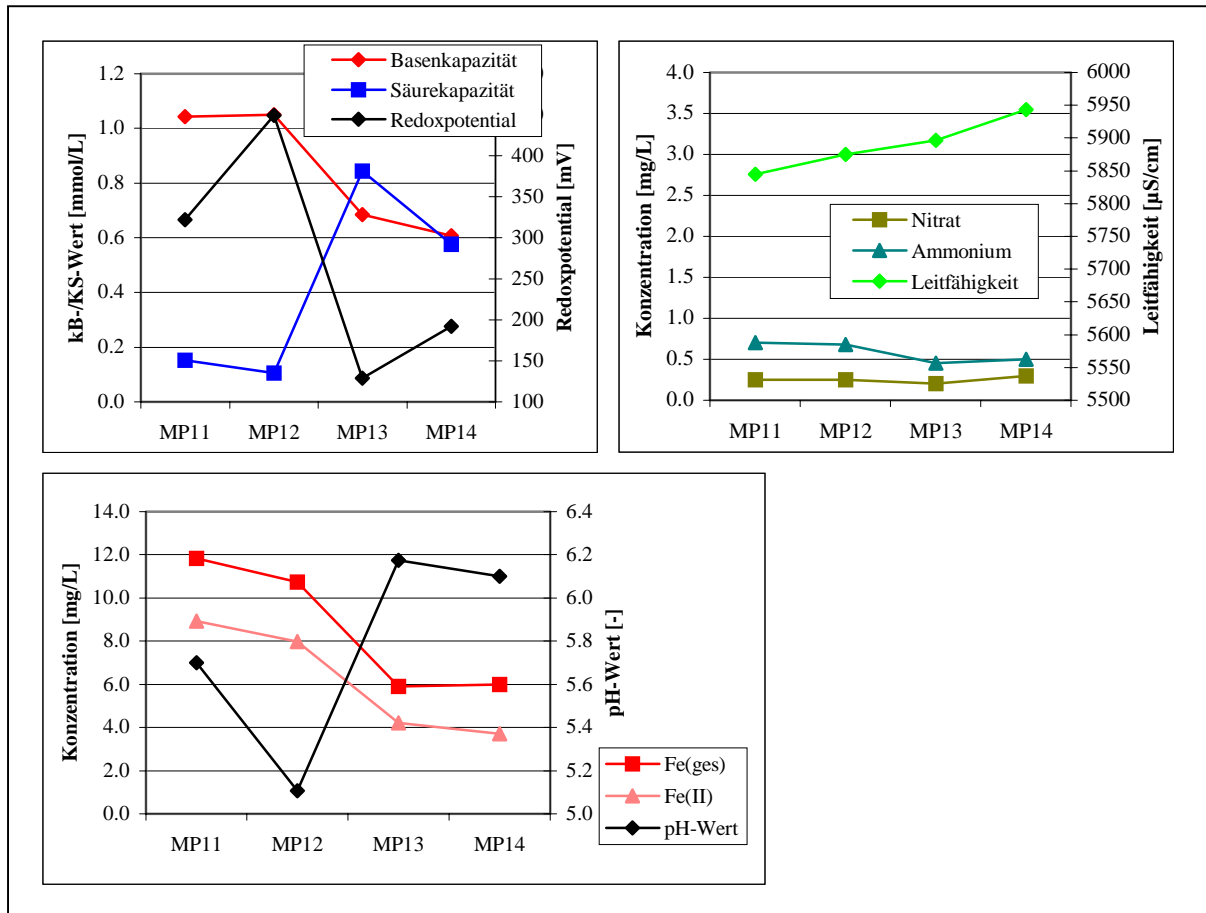 Basenkapazität
Säurekapazität
Redoxpotential
kB-/KS-Wert [mmol/L]
1.2
1.0
0.8
0.6
0.4
0.2
0.0
400
300
200
150
100
Redoxpotential [mV]
MP11 MP12 MP13 MP14
Konzentration [mg/L]
4.0
3.5
3.0
2.5
2.0
1.5
1.0
0.5
0.0
Nitrat
Ammonium
Leitfähigkeit
6000
5950
5900
5850
5800
5750
5700
5650
5600
5550
5500
Leitfähigkeit [µS/cm]
MP11 MP12 MP13 MP14
Konzentration [mg/L]
14.0
12.0
10.0
8.0
6.0
4.0
2.0
0.0
6.4
6.2
6.0
5.8
5.6
5.4
5.2
5.0
pH-Wert [-]
MP11 MP12 MP13 MP14
Fe(ges)
Fe(II)
pH-Wert